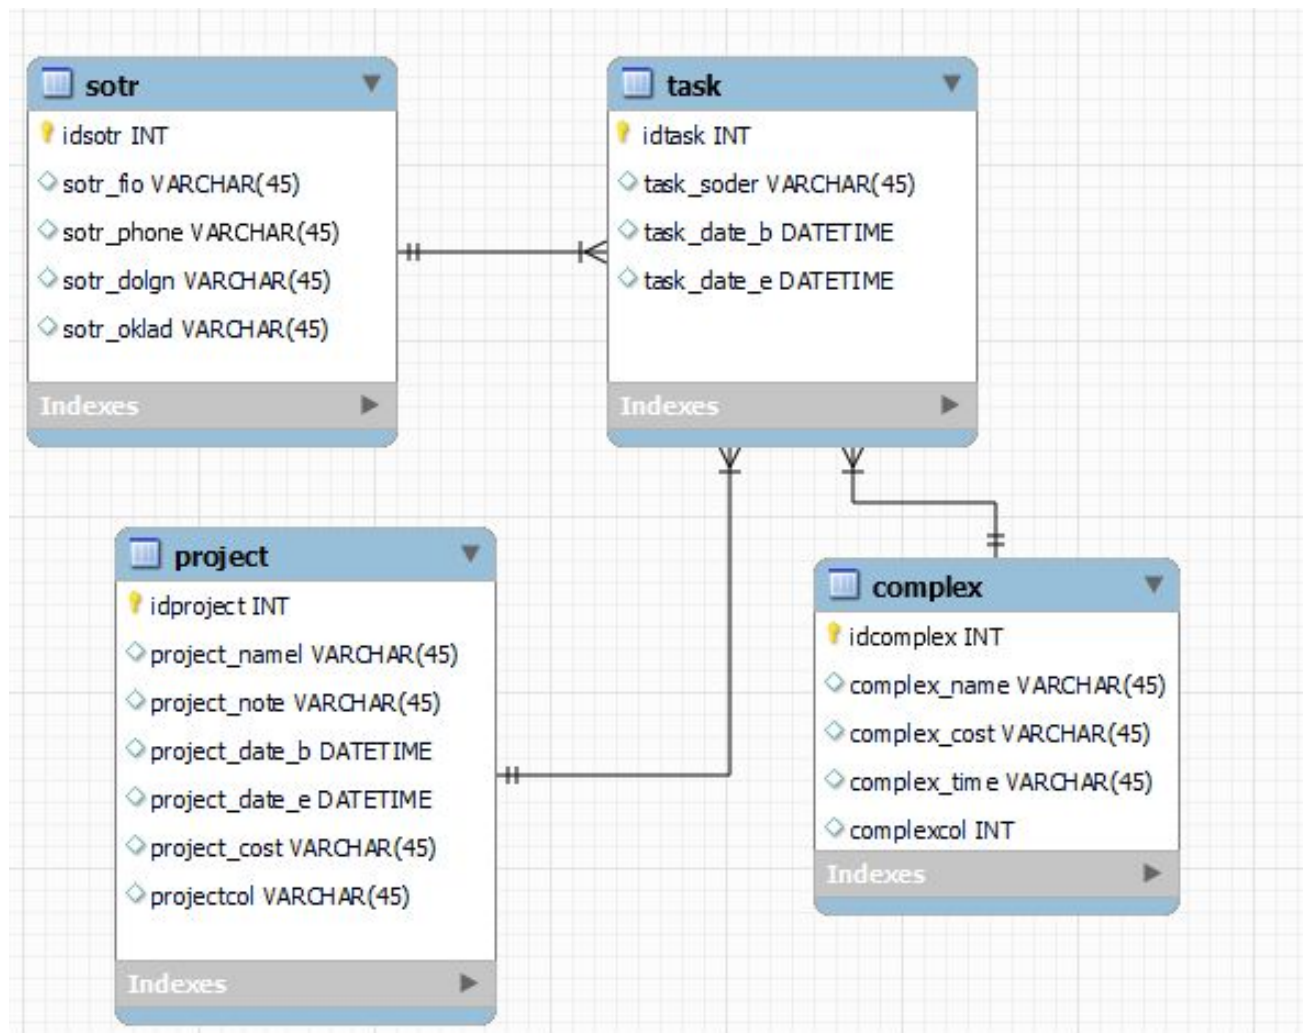 sotr
idsotr INT
sotr_fio VARCHAR(45)
sotr_phone VARCHAR(45)
sotr_dolgn VARCHAR(45)
sotr_oklad VARCHAR(45)
Indexes
task
idtask INT
task_soder VARCHAR(45)
task_date_b DATETIME
task_date_e DATETIME
Indexes
project
idproject INT
project_namel VARCHAR(45)
project_note VARCHAR(45)
project_date_b DATETIME
project_date_e DATETIME
project_cost VARCHAR(45)
projectcol VARCHAR(45)
Indexes
complex
idcomplex INT
complex_name VARCHAR(45)
complex_cost VARCHAR(45)
complex_time VARCHAR(45)
complexcol INT
Indexes